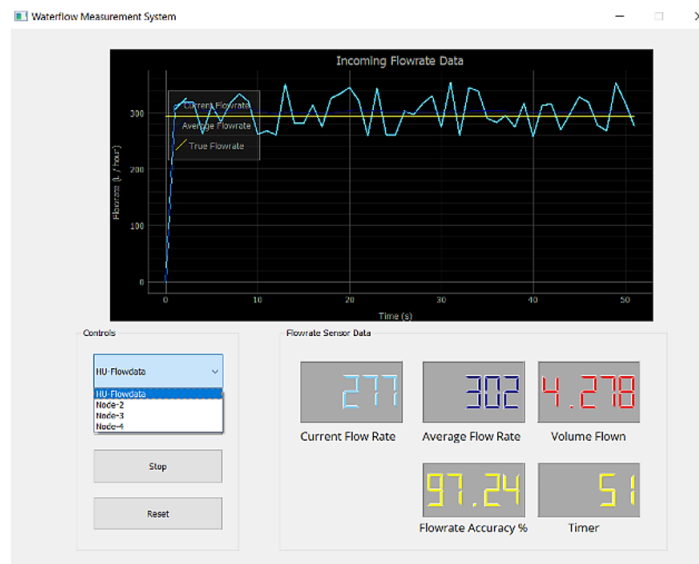 Waterflow Measurement System
Incoming Flowrate Data
Current Flowrate
Average Flowrate
True Flowrate
Flowrate (L / hour)
300
200
100
0
0 10 20 30 40 50
Time (s)
Controls
HU-Flowdata
HU-Flowdata
Node-2
Node-3
Node-4
Stop
Reset
Flowrate Sensor Data
277 302 4.278
Current Flow Rate Average Flow Rate Volume Flown
97.24 51
Flowrate Accuracy % Timer